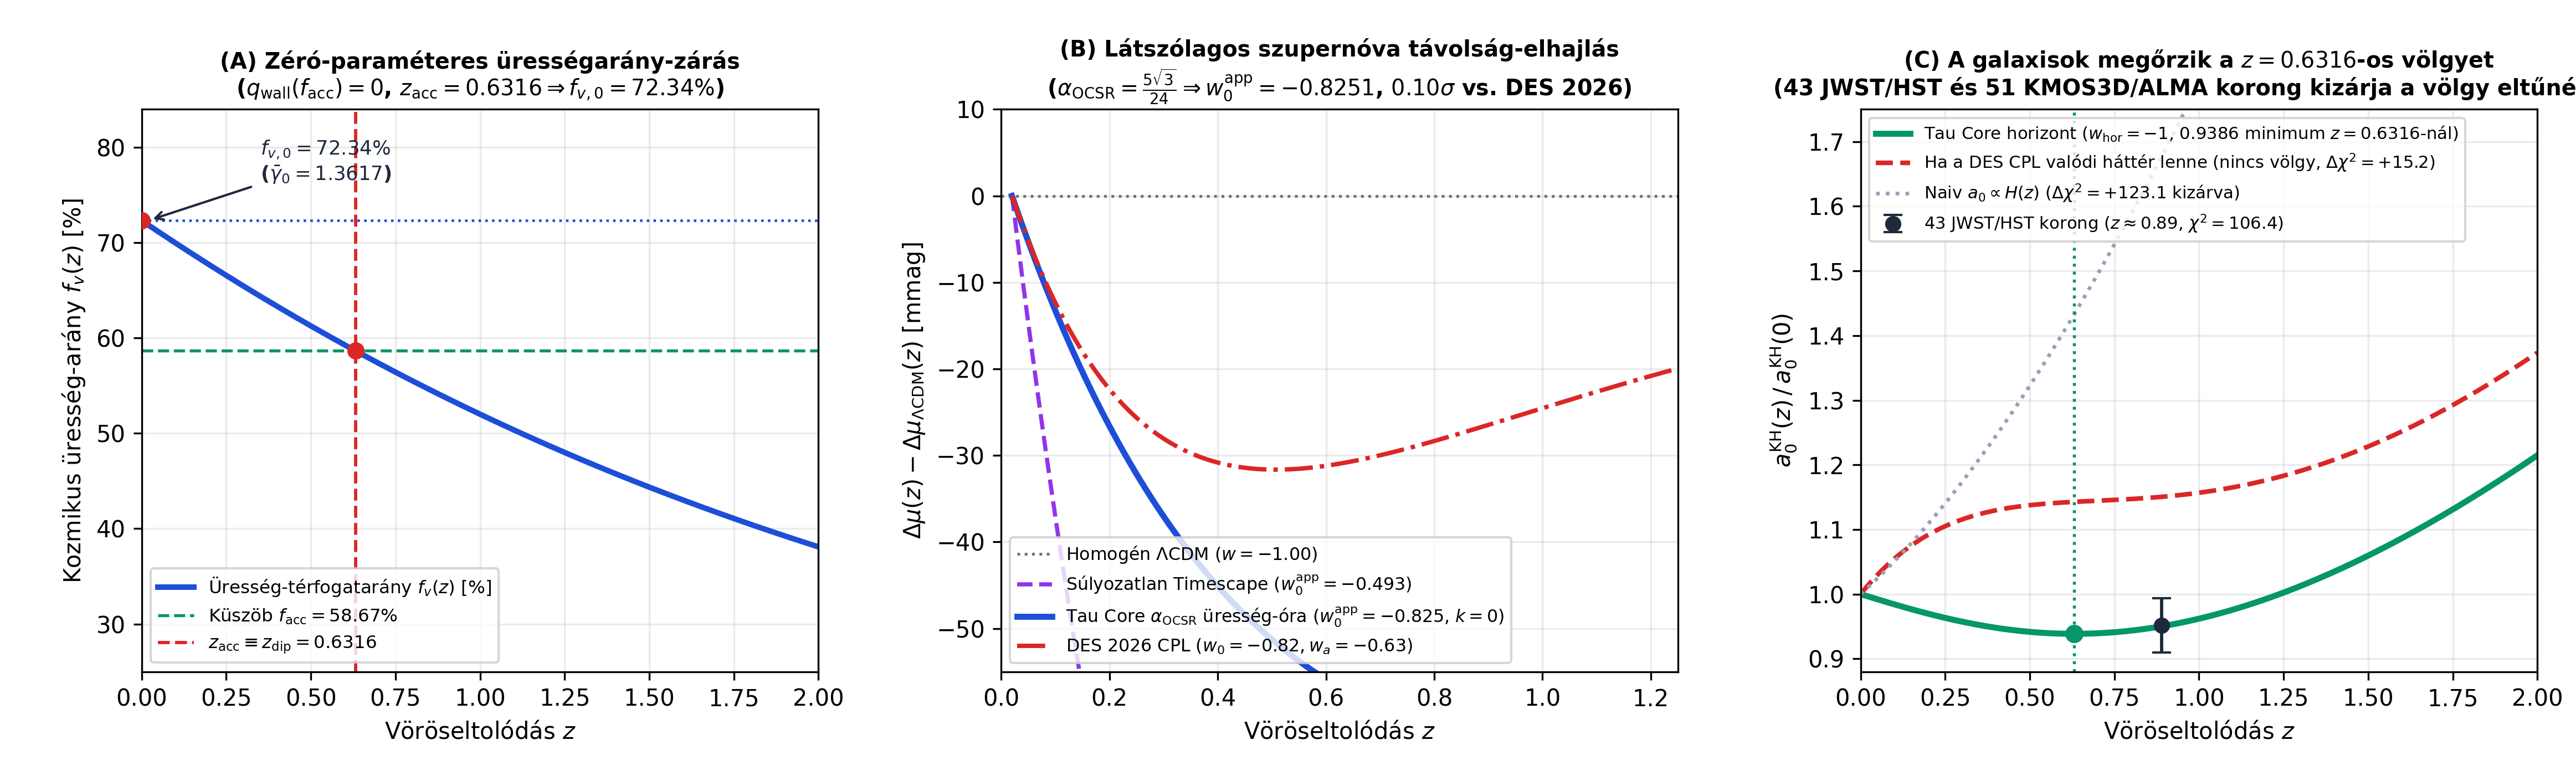 (A) Zéró-paraméteres ürességarány-zárás
(q_wall(f_acc) = 0, z_acc = 0.6316 ⇒ f_v,0 = 72.34%)
80
70
60
50
40
30
Kozmikus üresség-arány f_v(z) [%]
f_v,0 = 72.34%
(γ̄_0 = 1.3617)
Üresség-térfogatarány f_v(z) [%]
Küszöb f_acc = 58.67%
z_acc ≡ z_dip = 0.6316
0.00 0.25 0.50 0.75 1.00 1.25 1.50 1.75 2.00
Vöröseltolódás z
(B) Látszólagos szupernóva távolság-elhajlás
(α_OCSR = 5√3/24 ⇒ w_0^app = −0.8251, 0.10σ vs. DES 2026)
10
0
−10
−20
−30
−40
−50
Δμ(z) − Δμ_ΛCDM(z) [mmag]
Homogén ΛCDM (w = −1.00)
Súlyozatlan Timescape (w_0^app = −0.493)
Tau Core α_OCSR üresség-óra (w_0^app = −0.825, k = 0)
DES 2026 CPL (w_0 = −0.82, w_a = −0.63)
0.0 0.2 0.4 0.6 0.8 1.0 1.2
Vöröseltolódás z
(C) A galaxisok megőrzik a z = 0.6316-os völgyet
(43 JWST/HST és 51 KMOS3D/ALMA korong kizárja a völgy eltűné
1.7
1.6
1.5
1.4
1.3
1.2
1.1
1.0
0.9
a_0^KH(z) / a_0^KH(0)
Tau Core horizont (w_hor = −1, 0.9386 minimum z = 0.6316-nál)
Ha a DES CPL valódi háttér lenne (nincs völgy, Δχ² = +15.2)
Naiv a_0 ∝ H(z) (Δχ² = +123.1 kizárva)
43 JWST/HST korong (z ≈ 0.89, χ² = 106.4)
0.00 0.25 0.50 0.75 1.00 1.25 1.50 1.75 2.00
Vöröseltolódás z